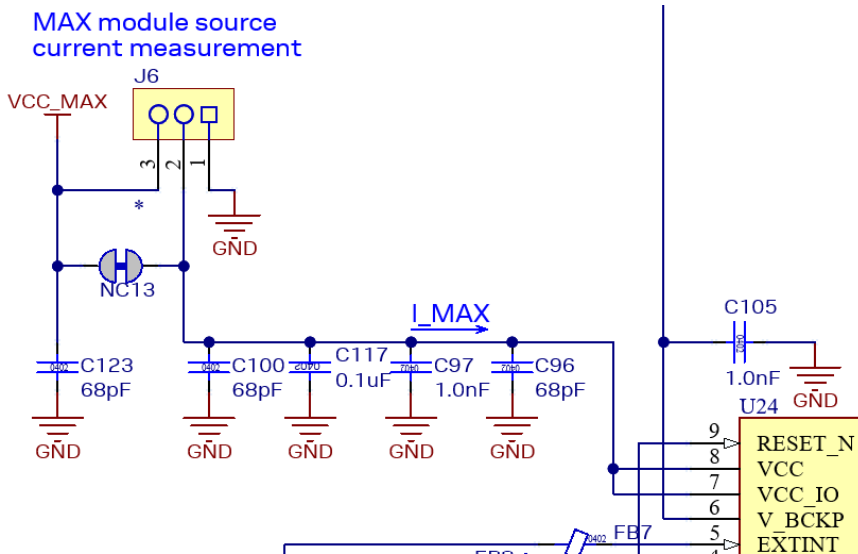 MAX module source
current measurement
J6
VCC_MAX
3
2
1
*
GND
NC13
I_MAX
C105
C123
68pF
C100
68pF
C117
0.1uF
C97
1.0nF
C96
68pF
1.0nF
GND
U24
GND
GND
GND
GND
GND
9
RESET_N
8
VCC
7
VCC_IO
6
V_BCKP
5
EXTINT
0402
FB7
0402
0402
0402
0402
0402
0402